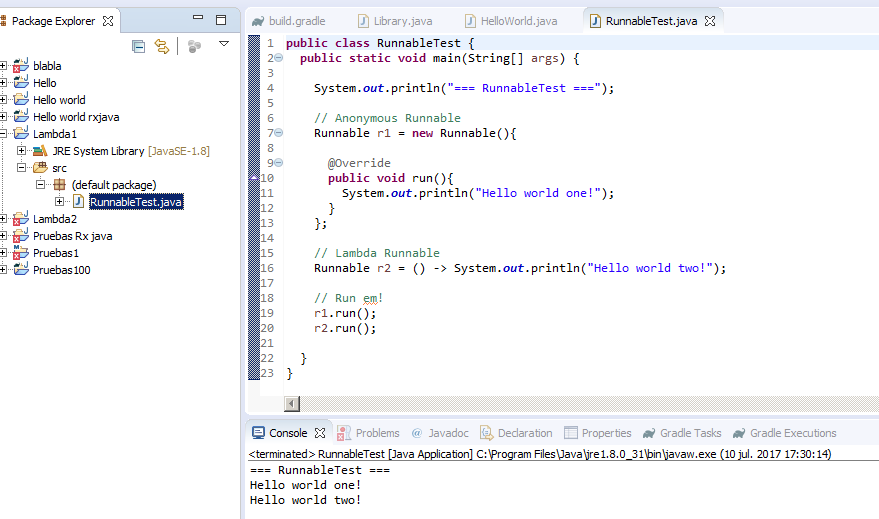 Package Explorer
blabla
Hello
Hello world
Hello world rxjava
Lambda1
JRE System Library [JavaSE-1.8]
src
(default package)
RunnableTest.java
Lambda2
Pruebas Rx java
Pruebas1
Pruebas100
build.gradle Library.java HelloWorld.java RunnableTest.java
1 public class RunnableTest {
2 public static void main(String[] args) {
3
4 System.out.println("=== RunnableTest ===");
5
6 // Anonymous Runnable
7 Runnable r1 = new Runnable(){
8
9 @Override
10 public void run(){
11 System.out.println("Hello world one!");
12 }
13 };
14
15 // Lambda Runnable
16 Runnable r2 = () -> System.out.println("Hello world two!");
17
18 // Run em!
19 r1.run();
20 r2.run();
21
22 }
23 }
Console Problems @ Javadoc Declaration Properties Gradle Tasks Gradle Executions
<terminated> RunnableTest [Java Application] C:\Program Files\Java\jre1.8.0_31\bin\javaw.exe (10 jul. 2017 17:30:14)
=== RunnableTest ===
Hello world one!
Hello world two!